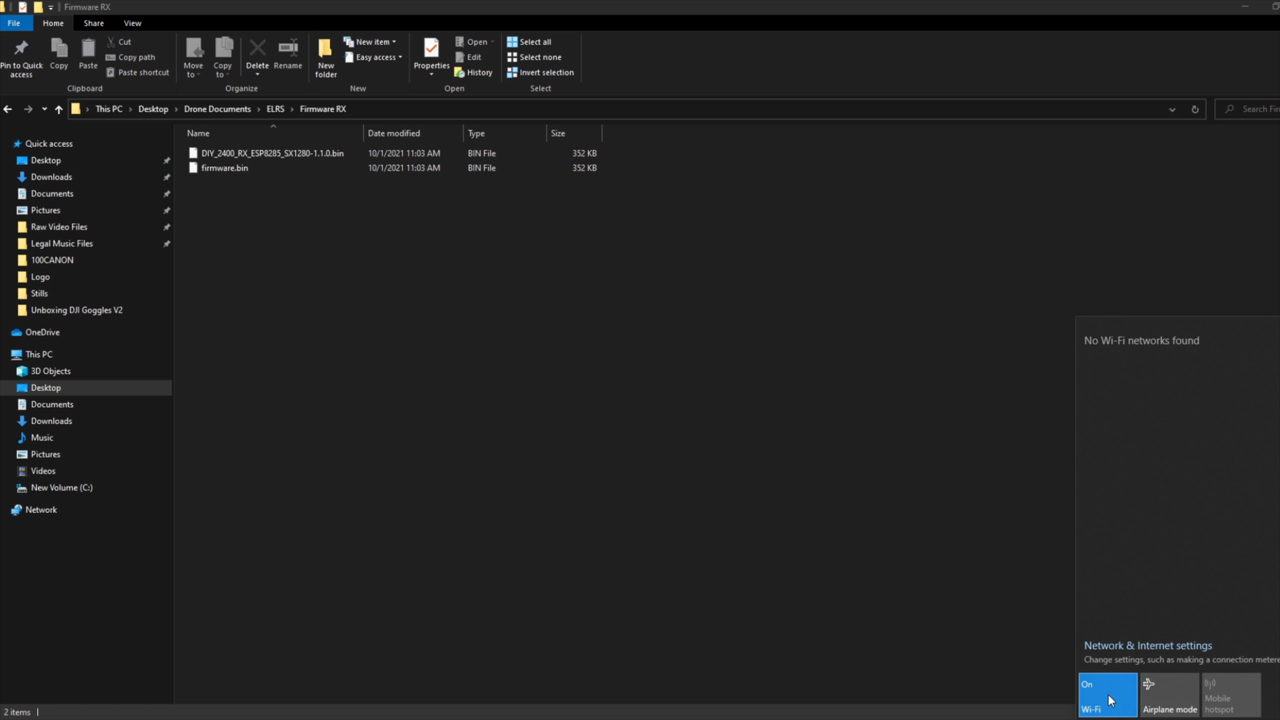 Firmware RX
File Home Share View
Pin to Quick access
Copy
Paste
Cut
Copy path
Paste shortcut
Clipboard
Move to
Copy to
Delete
Rename
Organize
New folder
New item
Easy access
New
Properties
Open
Edit
History
Open
Select all
Select none
Invert selection
Select
This PC Desktop Drone Documents ELRS Firmware RX
Name Date modified Type Size
DIY_2400_RX_ESP8285_SX1280-1.1.0.bin 10/1/2021 11:03 AM BIN File 352 KB
firmware.bin 10/1/2021 11:03 AM BIN File 352 KB
Quick access
Desktop
Downloads
Documents
Pictures
Raw Video Files
Legal Music Files
100CANON
Logo
Stills
Unboxing DJI Goggles V2
OneDrive
This PC
3D Objects
Desktop
Documents
Downloads
Music
Pictures
Videos
New Volume (C:)
Network
2 items
No Wi-Fi networks found
Network & Internet settings
Change settings, such as making a connection metere
On
Wi-Fi
Airplane mode
Mobile hotspot